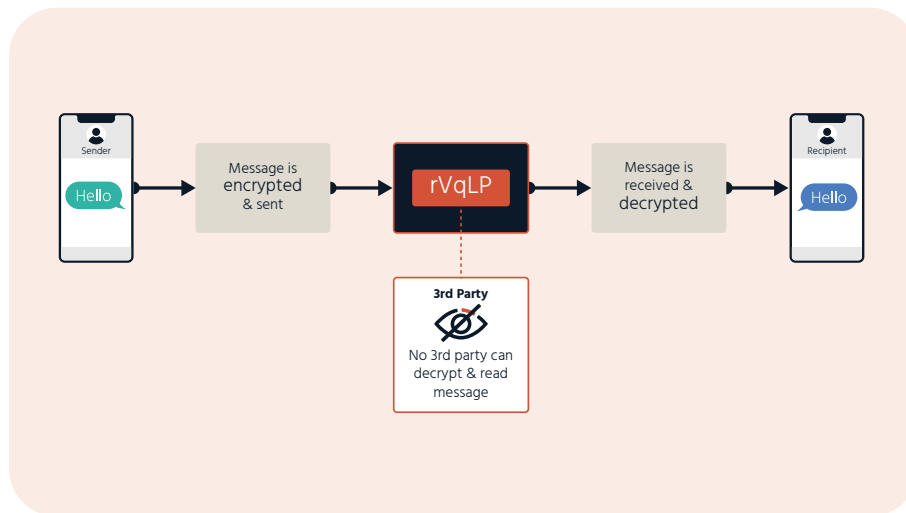 Sender
Hello
Message is
encrypted
& sent
rVqLP
Message is
received &
decrypted
Recipient
Hello
3rd Party
No 3rd party can
decrypt & read
message